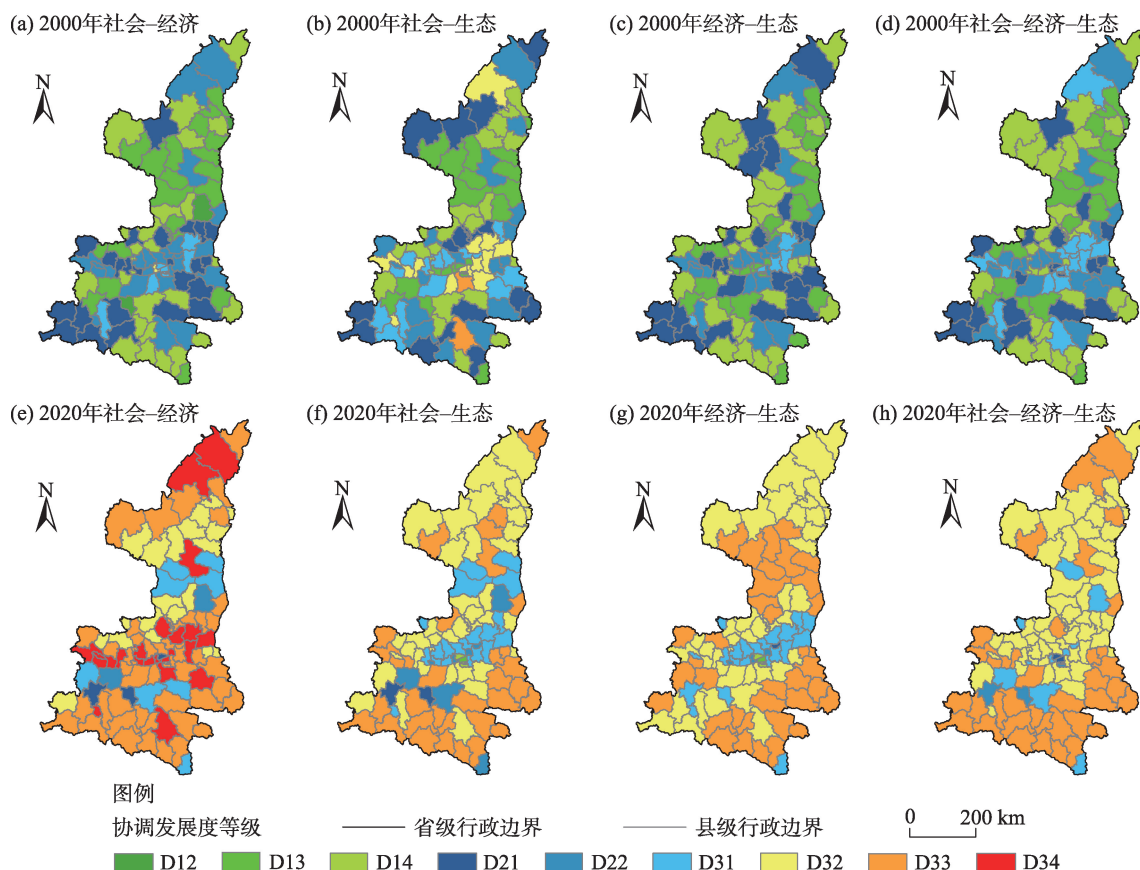 (a) 2000年社会–经济
(b) 2000年社会–生态
(c) 2000年经济–生态
(d) 2000年社会–经济–生态
N
N
N
N
(e) 2020年社会–经济
(f) 2020年社会–生态
(g) 2020年经济–生态
(h) 2020年社会–经济–生态
N
N
N
N
图例
协调发展度等级
省级行政边界
县级行政边界
0 200 km
D12 D13 D14 D21 D22 D31 D32 D33 D34